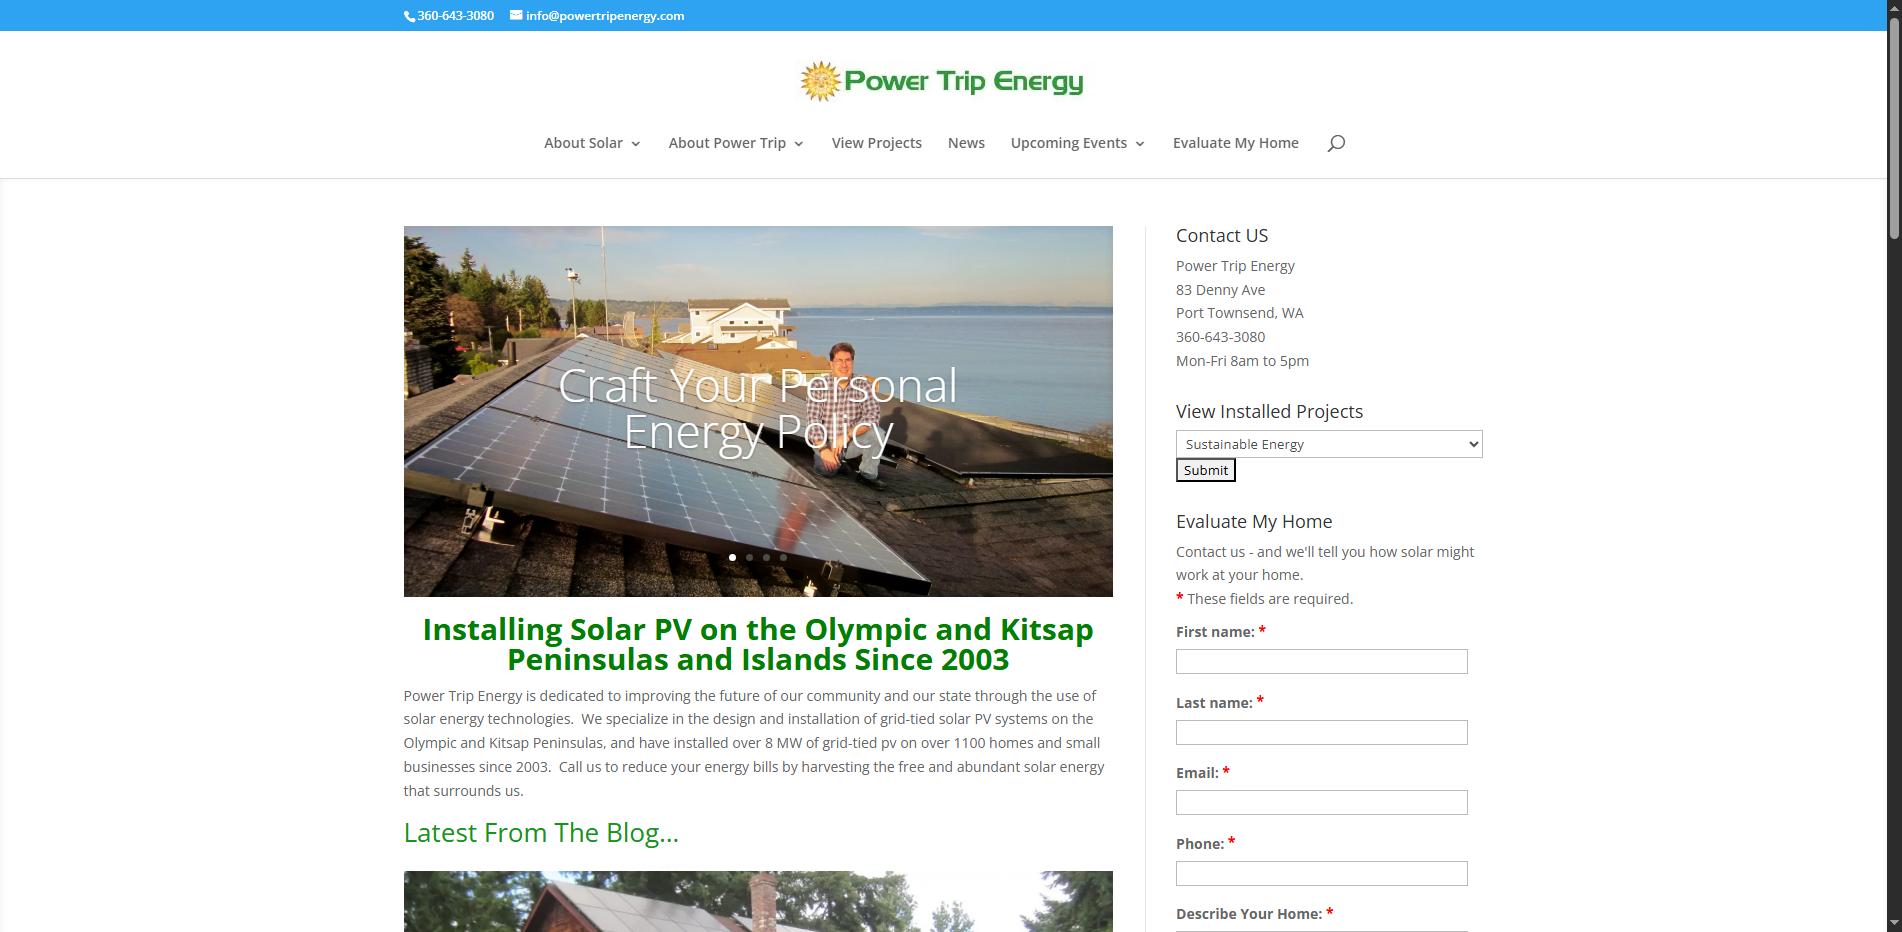 360-643-3080 info@powertripenergy.com
Power Trip Energy
About Solar About Power Trip View Projects News Upcoming Events Evaluate My Home
Craft Your Personal
Energy Policy
Installing Solar PV on the Olympic and Kitsap
Peninsulas and Islands Since 2003
Power Trip Energy is dedicated to improving the future of our community and our state through the use of
solar energy technologies.  We specialize in the design and installation of grid-tied solar PV systems on the
Olympic and Kitsap Peninsulas, and have installed over 8 MW of grid-tied pv on over 1100 homes and small
businesses since 2003.  Call us to reduce your energy bills by harvesting the free and abundant solar energy
that surrounds us.
Latest From The Blog...
Contact US
Power Trip Energy
83 Denny Ave
Port Townsend, WA
360-643-3080
Mon-Fri 8am to 5pm
View Installed Projects
Sustainable Energy
Submit
Evaluate My Home
Contact us - and we'll tell you how solar might
work at your home.
* These fields are required.
First name: *
Last name: *
Email: *
Phone: *
Describe Your Home: *